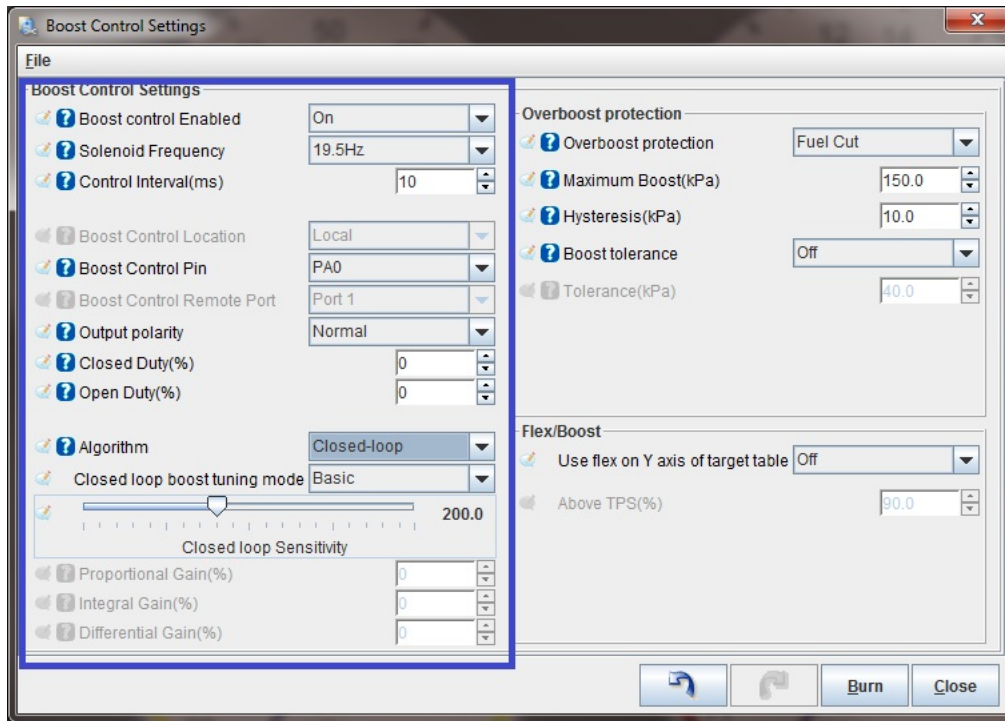 Boost Control Settings
File
Boost Control Settings
Boost control Enabled On
Solenoid Frequency 19.5Hz
Control Interval(ms) 10
Boost Control Location Local
Boost Control Pin PA0
Boost Control Remote Port Port 1
Output polarity Normal
Closed Duty(%) 0
Open Duty(%) 0
Algorithm Closed-loop
Closed loop boost tuning mode Basic
200.0
Closed loop Sensitivity
Proportional Gain(%) 0
Integral Gain(%) 0
Differential Gain(%) 0
Overboost protection
Overboost protection Fuel Cut
Maximum Boost(kPa) 150.0
Hysteresis(kPa) 10.0
Boost tolerance Off
Tolerance(kPa) 40.0
Flex/Boost
Use flex on Y axis of target table Off
Above TPS(%) 90.0
Burn Close